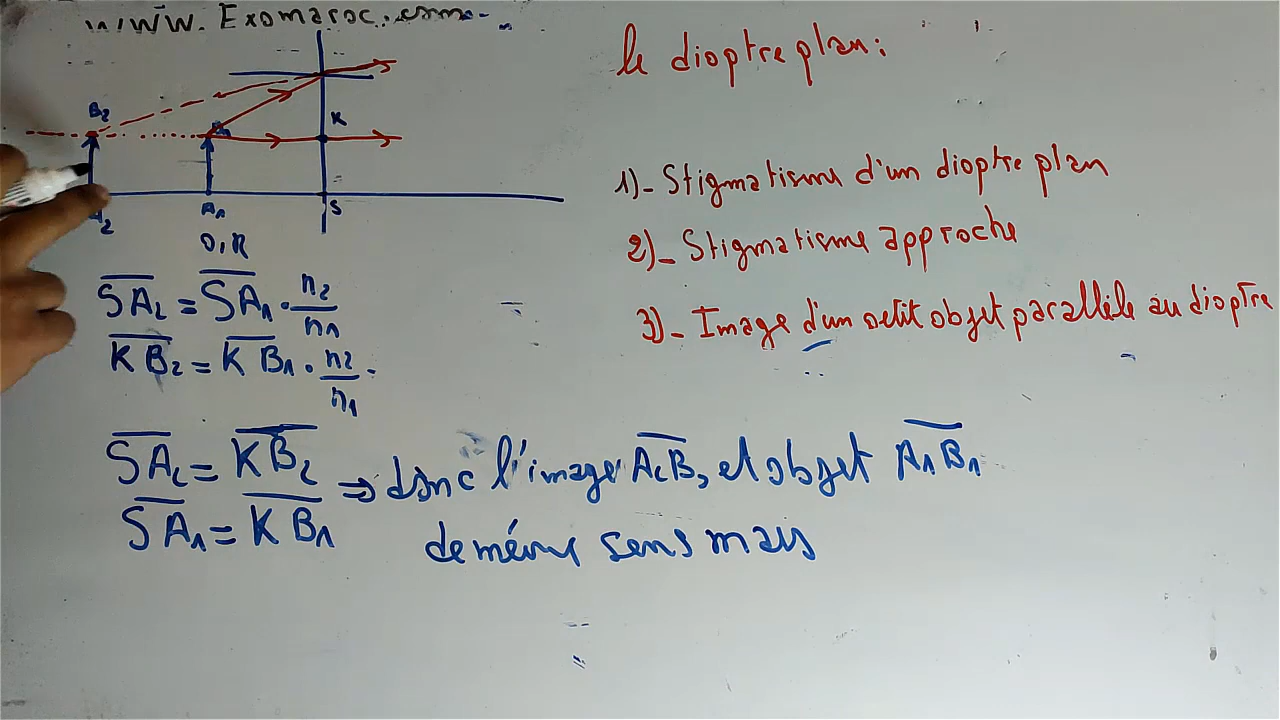 www.Exomaroc.com
le dioptre plan:
B2
B1
K
A1
S
2
O,R
1)_ Stigmatisme d'un dioptre plan
2)_ Stigmatisme approche
3)_ Image d'un petit objet parallèle au dioptre
SA2 = SA1 . n2/n1
KB2 = KB1 . n2/n1 .
SA2 = KB2
SA1 = KB1
⇒ donc l'image A2B2 et objet A1B1
de même sens mais